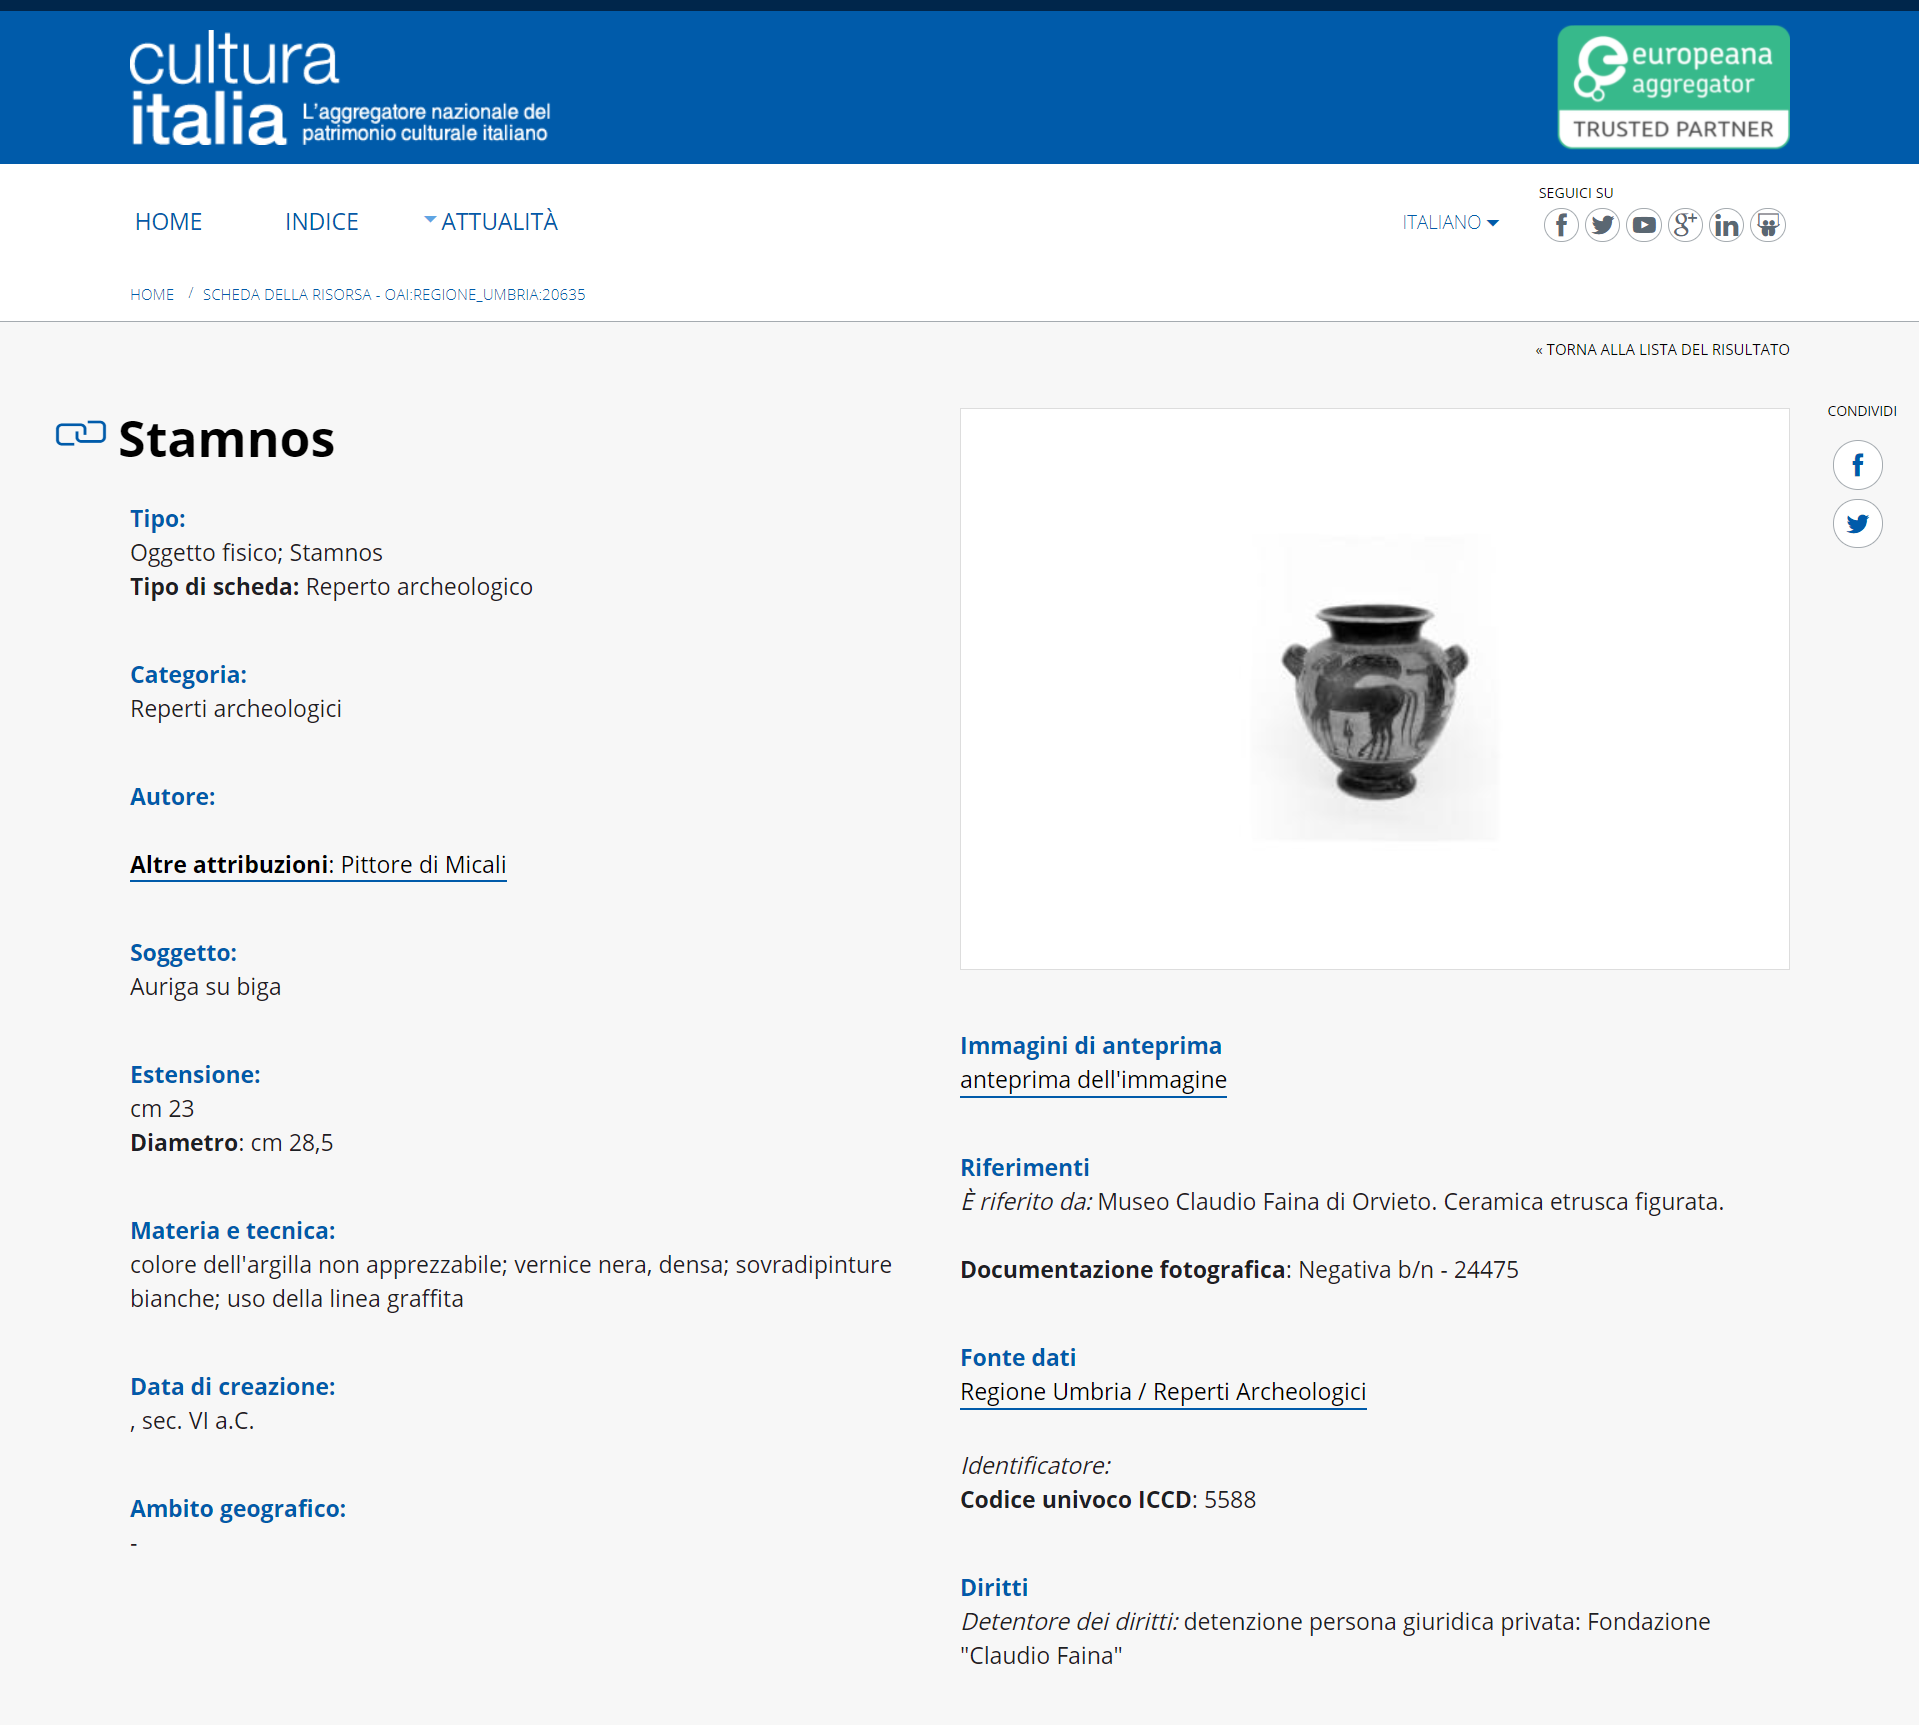 cultura
italia L'aggregatore nazionale del
patrimonio culturale italiano
europeana
aggregator
TRUSTED PARTNER
HOME INDICE ATTUALITÀ
ITALIANO
SEGUICI SU
HOME / SCHEDA DELLA RISORSA - OAI:REGIONE_UMBRIA:20635
« TORNA ALLA LISTA DEL RISULTATO
CONDIVIDI
Stamnos
Tipo:
Oggetto fisico; Stamnos
Tipo di scheda: Reperto archeologico
Categoria:
Reperti archeologici
Autore:
Altre attribuzioni: Pittore di Micali
Soggetto:
Auriga su biga
Estensione:
cm 23
Diametro: cm 28,5
Materia e tecnica:
colore dell'argilla non apprezzabile; vernice nera, densa; sovradipinture
bianche; uso della linea graffita
Data di creazione:
, sec. VI a.C.
Ambito geografico:
-
Immagini di anteprima
anteprima dell'immagine
Riferimenti
È riferito da: Museo Claudio Faina di Orvieto. Ceramica etrusca figurata.
Documentazione fotografica: Negativa b/n - 24475
Fonte dati
Regione Umbria / Reperti Archeologici
Identificatore:
Codice univoco ICCD: 5588
Diritti
Detentore dei diritti: detenzione persona giuridica privata: Fondazione
"Claudio Faina"